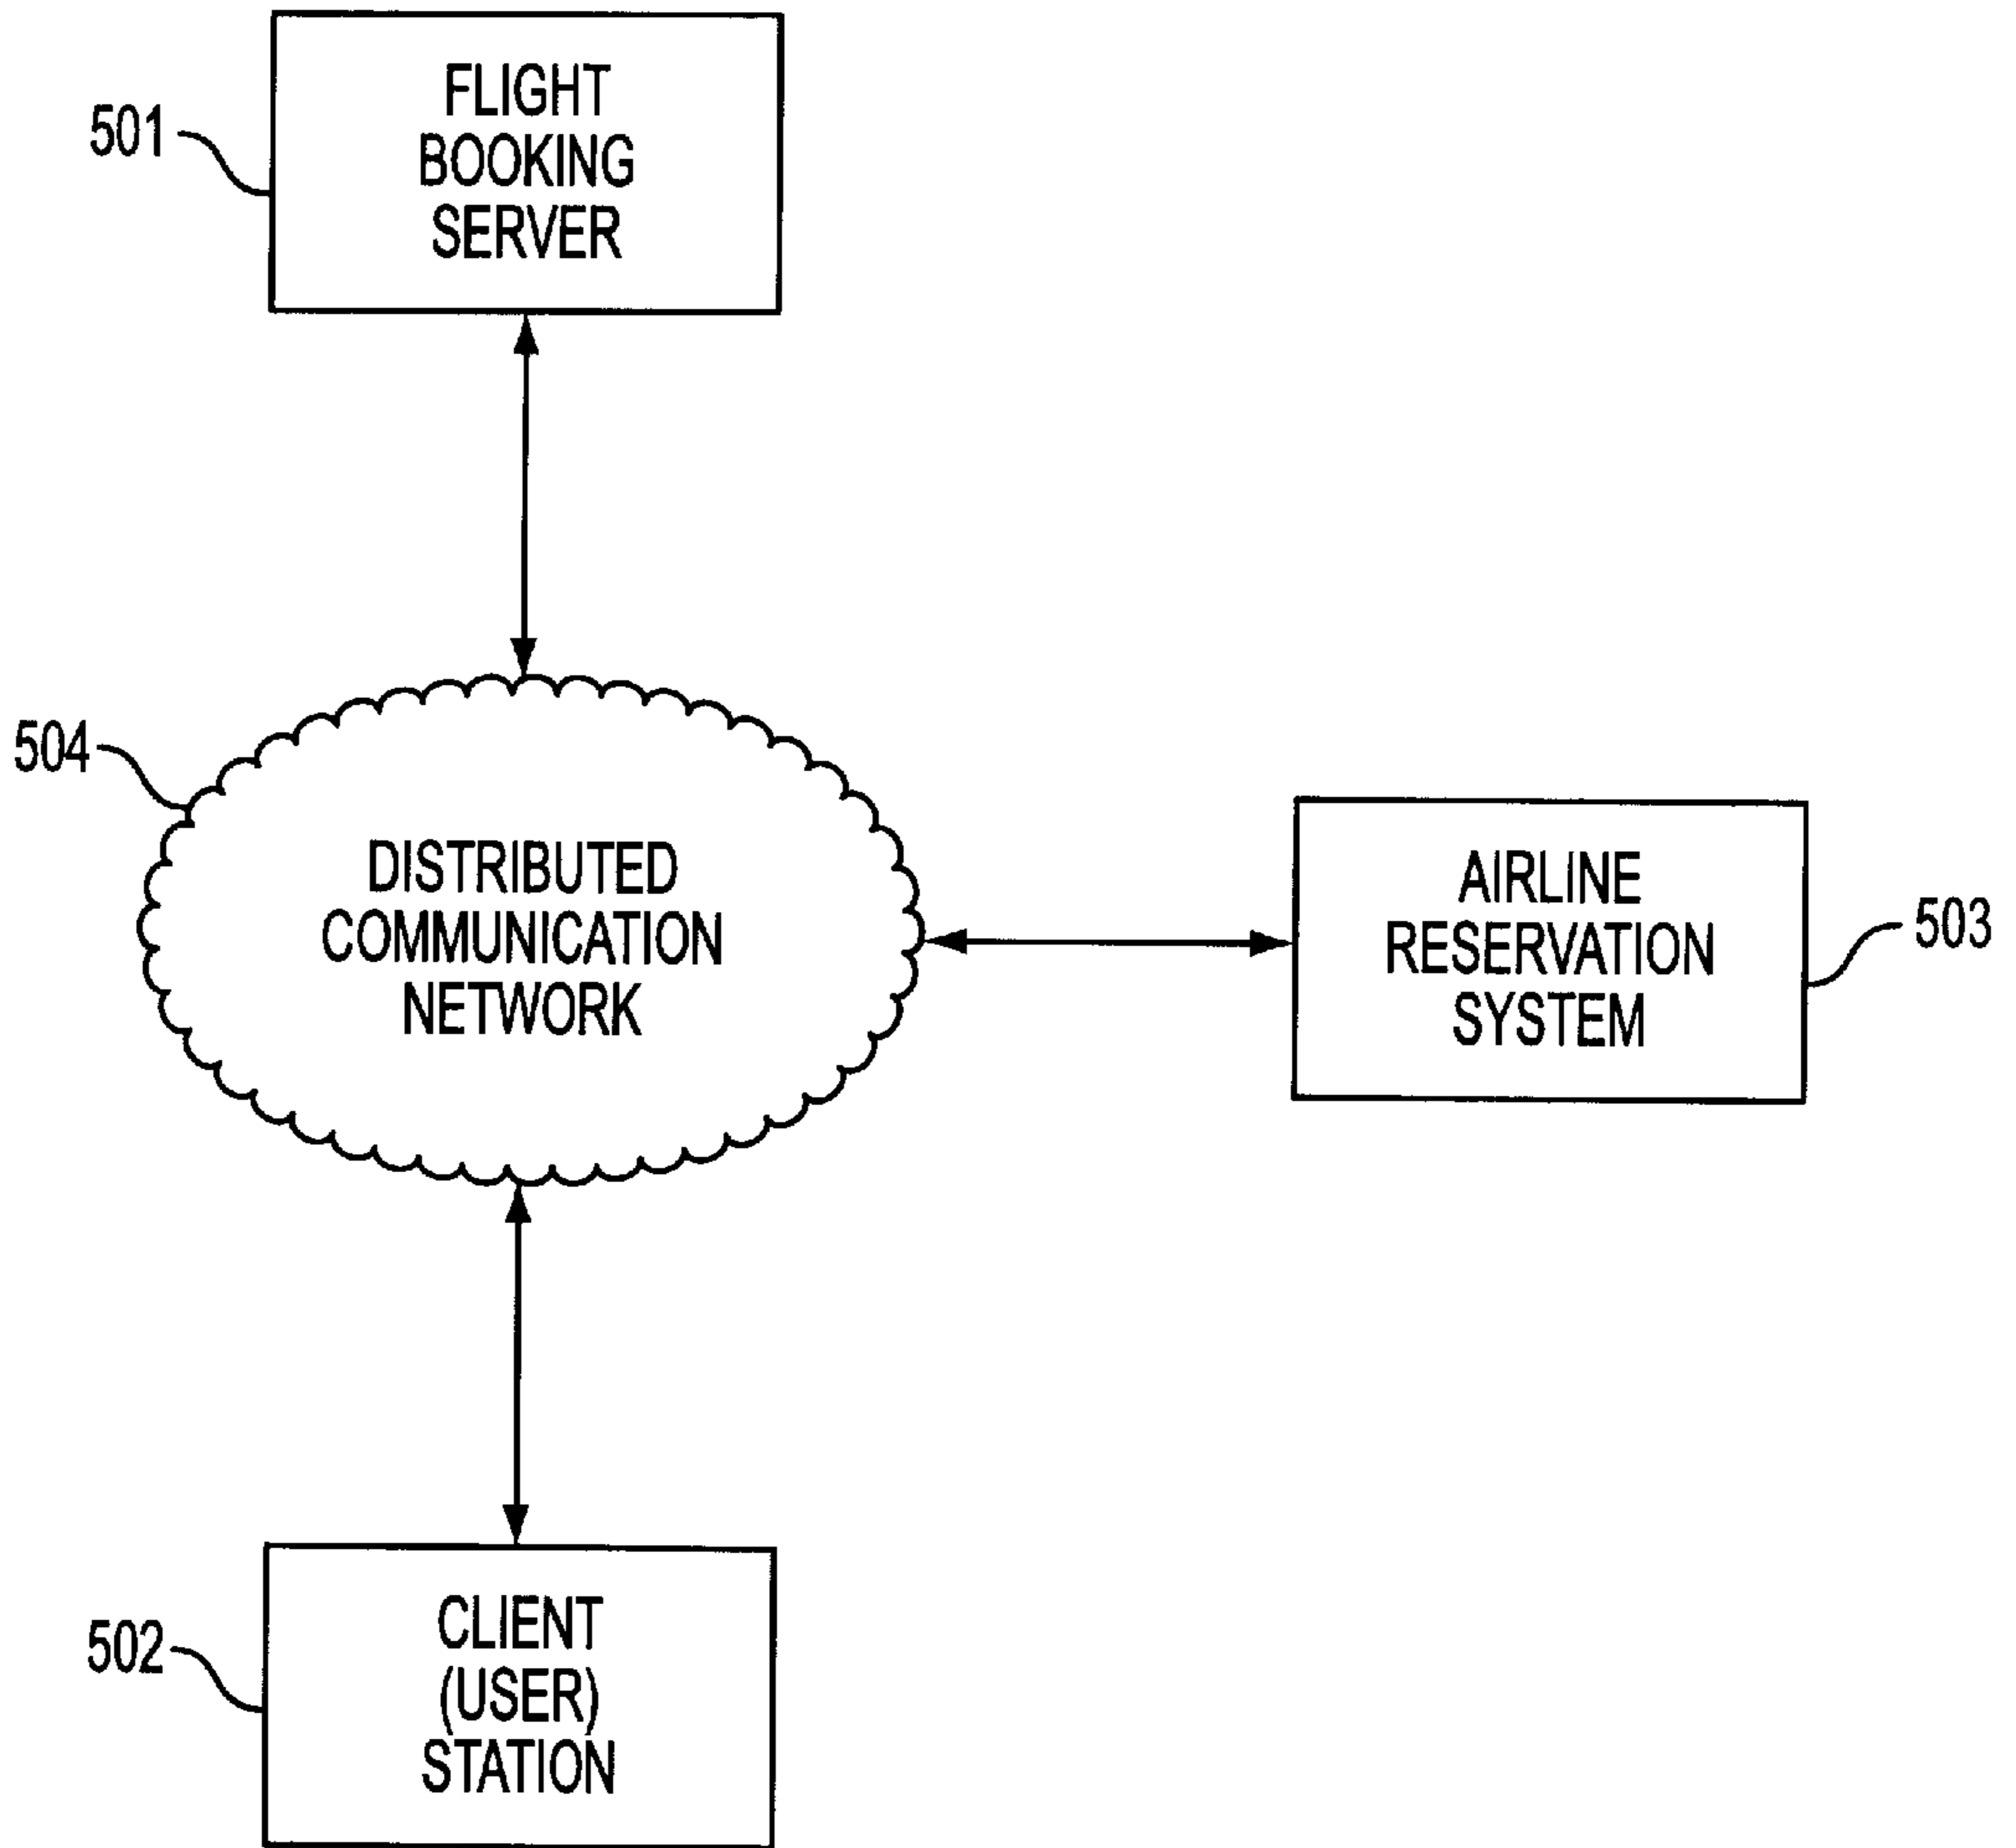 FLIGHT
BOOKING
SERVER
501
504
DISTRIBUTED
COMMUNICATION
NETWORK
AIRLINE
RESERVATION
SYSTEM
503
CLIENT
(USER)
STATION
502